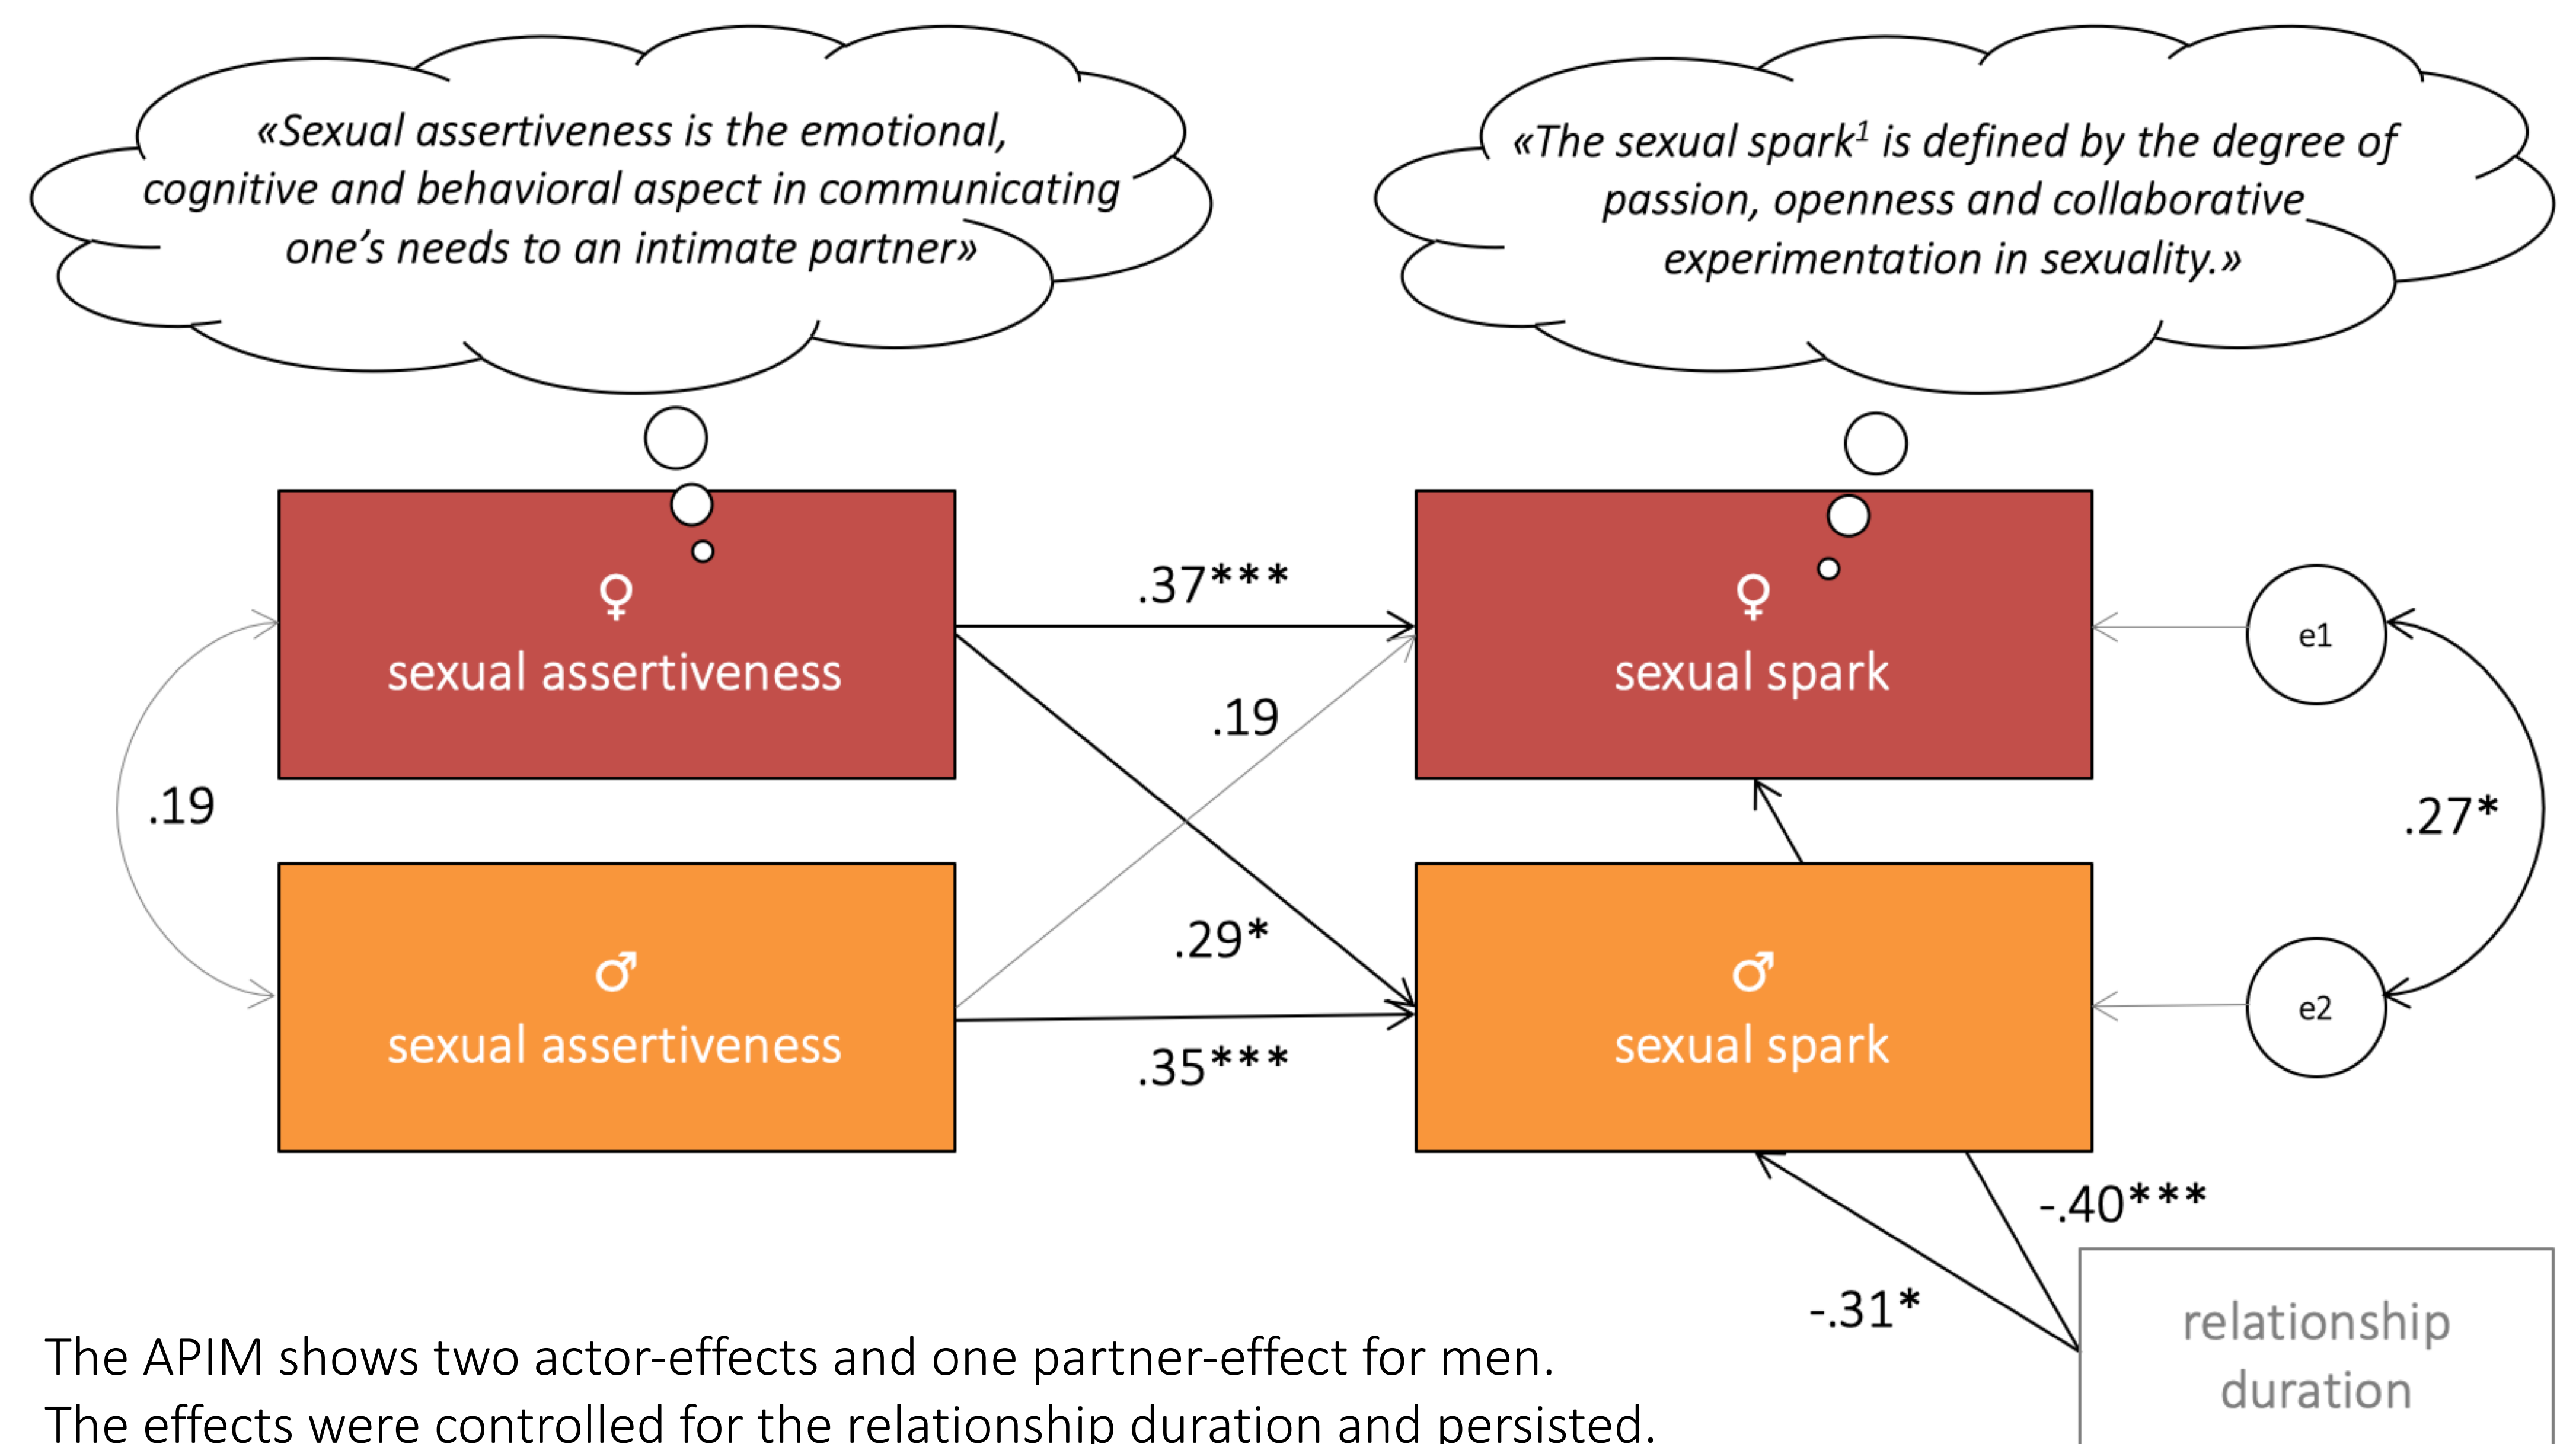 «Sexual assertiveness is the emotional,
cognitive and behavioral aspect in communicating
one’s needs to an intimate partner»
«The sexual spark¹ is defined by the degree of
passion, openness and collaborative
experimentation in sexuality.»
♀
sexual assertiveness
.37***
♀
sexual spark
e1
.19
.19
.27*
♂
sexual assertiveness
.29*
.35***
♂
sexual spark
e2
-.40***
-.31*
relationship
duration
The APIM shows two actor-effects and one partner-effect for men.
The effects were controlled for the relationship duration and persisted.